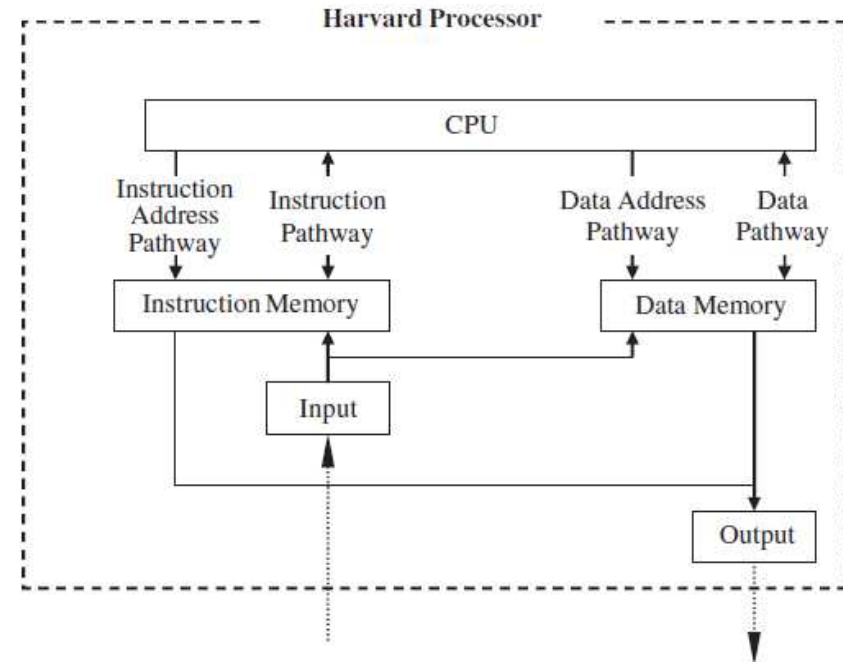 Harvard Processor
CPU
Instruction
Address
Pathway
Instruction
Pathway
Data Address
Pathway
Data
Pathway
Instruction Memory
Data Memory
Input
Output